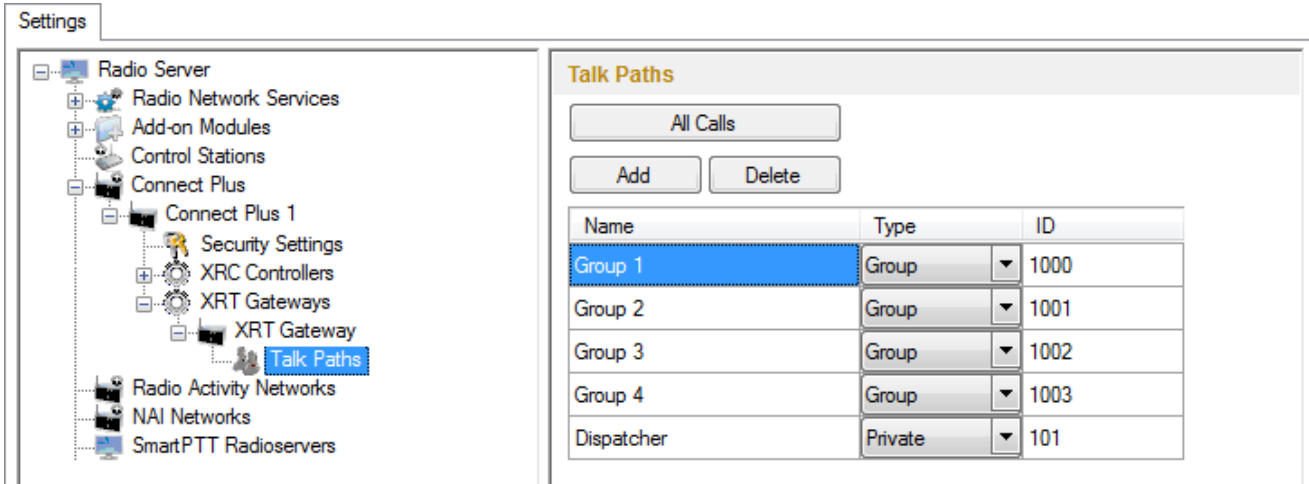 Settings
Radio Server
Radio Network Services
Add-on Modules
Control Stations
Connect Plus
Connect Plus 1
Security Settings
XRC Controllers
XRT Gateways
XRT Gateway
Talk Paths
Radio Activity Networks
NAI Networks
SmartPTT Radioservers
Talk Paths
All Calls
Add Delete
Name Type ID
Group 1 Group 1000
Group 2 Group 1001
Group 3 Group 1002
Group 4 Group 1003
Dispatcher Private 101